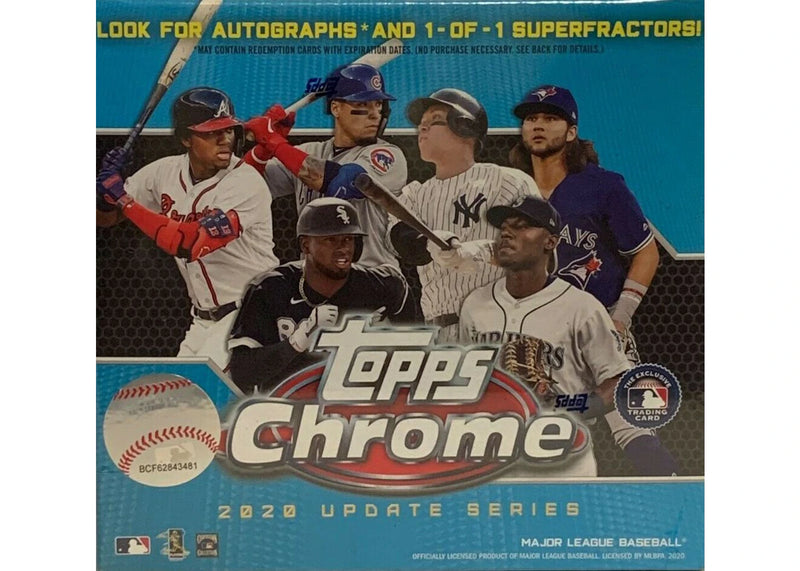 LOOK FOR AUTOGRAPHS* AND 1-OF-1 SUPERFRACTORS!
*MAY CONTAIN REDEMPTION CARDS WITH EXPIRATION DATES. (NO PURCHASE NECESSARY. SEE BACK FOR DETAILS.)
topps
topps
Topps
Chrome
THE EXCLUSIVE
TRADING
CARD
BCF62843481
2020 UPDATE SERIES
MAJOR LEAGUE BASEBALL®
OFFICIALLY LICENSED PRODUCT OF MAJOR LEAGUE BASEBALL. LICENSED BY MLBPA, 2020.